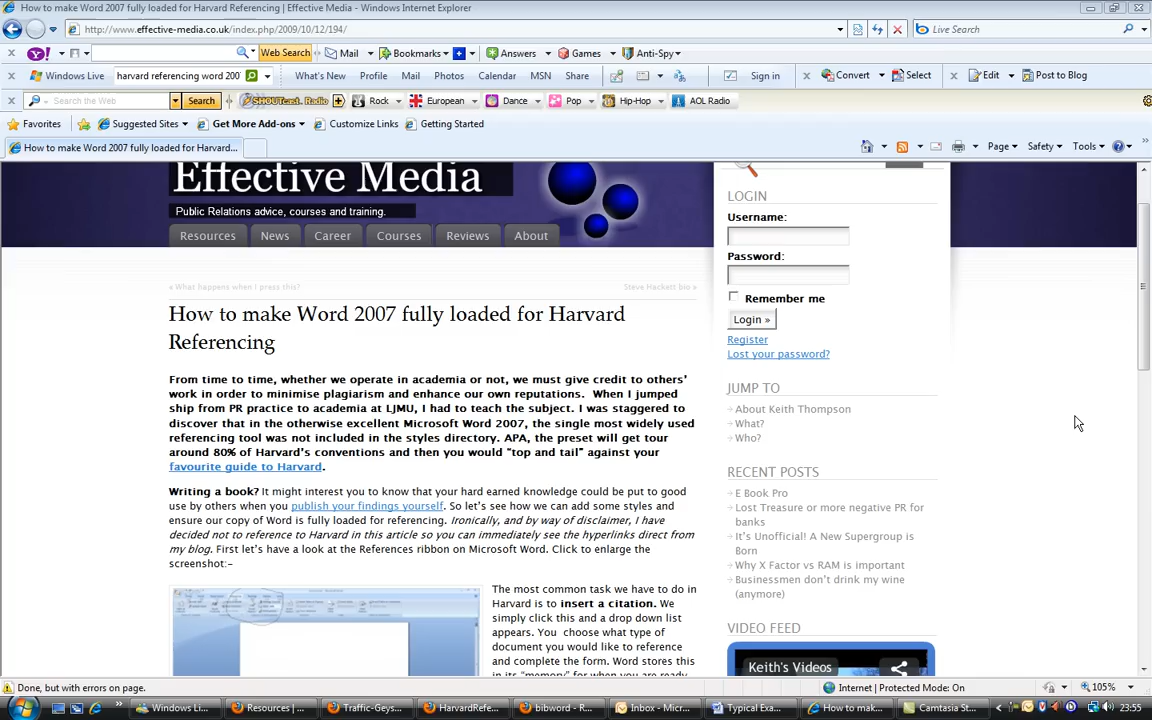 How to make Word 2007 fully loaded for Harvard Referencing | Effective Media - Windows Internet Explorer
http://www.effective-media.co.uk/index.php/2009/10/12/194/
Live Search
Web Search
Mail
Bookmarks
Answers
Games
Anti-Spy
Windows Live
harvard referencing word 200
What's New
Profile
Mail
Photos
Calendar
MSN
Share
Sign in
Convert
Select
Edit
Post to Blog
Search the Web
Search
SHOUTcast Radio
Rock
European
Dance
Pop
Hip-Hop
AOL Radio
Favorites
Suggested Sites
Get More Add-ons
Customize Links
Getting Started
How to make Word 2007 fully loaded for Harvard...
Page
Safety
Tools
Effective Media
Public Relations advice, courses and training.
Resources
News
Career
Courses
Reviews
About
« What happens when I press this?
Steve Hackett bio »
How to make Word 2007 fully loaded for Harvard
Referencing
From time to time, whether we operate in academia or not, we must give credit to others'
work in order to minimise plagiarism and enhance our own reputations. When I jumped
ship from PR practice to academia at LJMU, I had to teach the subject. I was staggered to
discover that in the otherwise excellent Microsoft Word 2007, the single most widely used
referencing tool was not included in the styles directory. APA, the preset will get tour
around 80% of Harvard's conventions and then you would "top and tail" against your
favourite guide to Harvard.
Writing a book? It might interest you to know that your hard earned knowledge could be put to good
use by others when you publish your findings yourself. So let's see how we can add some styles and
ensure our copy of Word is fully loaded for referencing. Ironically, and by way of disclaimer, I have
decided not to reference to Harvard in this article so you can immediately see the hyperlinks direct from
my blog. First let's have a look at the References ribbon on Microsoft Word. Click to enlarge the
screenshot:-
The most common task we have to do in
Harvard is to insert a citation. We
simply click this and a drop down list
appears. You choose what type of
document you would like to reference
and complete the form. Word stores this
in its "memory" for when you are ready
LOGIN
Username:
Password:
Remember me
Login »
Register
Lost your password?
JUMP TO
About Keith Thompson
What?
Who?
RECENT POSTS
E Book Pro
Lost Treasure or more negative PR for
banks
It's Unofficial! A New Supergroup is
Born
Why X Factor vs RAM is important
Businessmen don't drink my wine
(anymore)
VIDEO FEED
Keith's Videos
Done, but with errors on page.
Internet | Protected Mode: On
105%
Windows Li...
Resources | ...
Traffic-Geys...
HarvardRefe...
bibword - R...
Inbox - Micr...
Typical Exa...
How to mak...
Camtasia St...
23:55